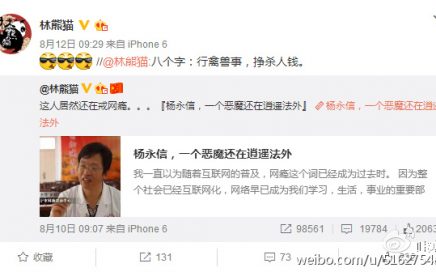 林熊猫
8月12日 09:29 来自 iPhone 6
//@林熊猫:八个字：行禽兽事，挣杀人钱。
@林熊猫:
这人居然还在戒网瘾。。。『杨永信，一个恶魔还在逍遥法外』 杨永信，一个恶魔还在逍遥
法外
杨永信，一个恶魔还在逍遥法外
我一直以为随着互联网的普及，网瘾这个词已经成为过去时。 因为整
个社会已经互联网化，网络早已成为我们学习，生活，事业的重要部
8月10日 09:07 来自 iPhone 6
98561
19784
2063
收藏
131
73
weibo.com/u/5162754